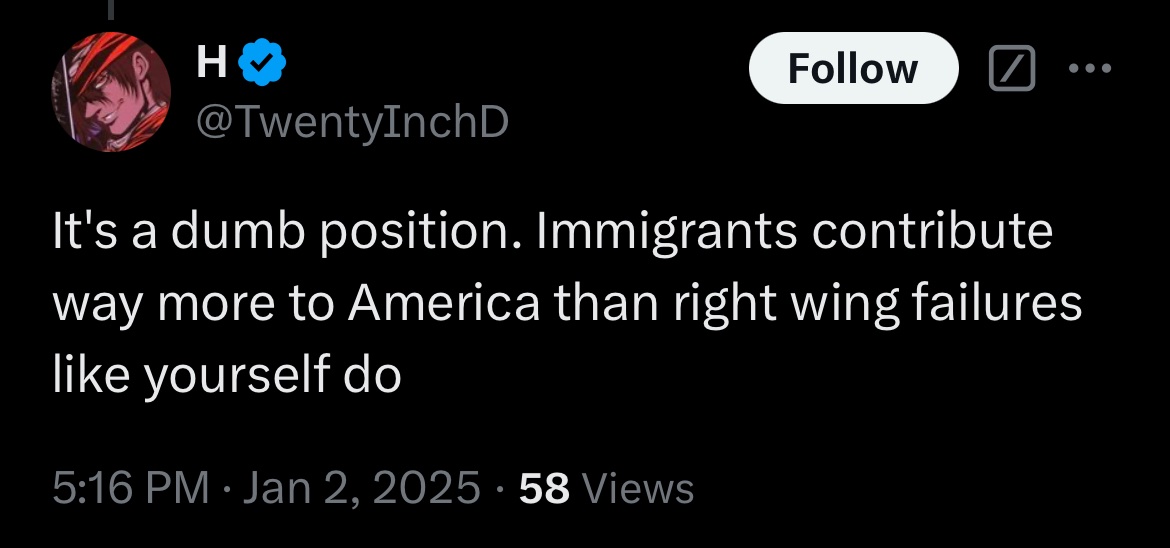 H
@TwentyInchD
Follow
It's a dumb position. Immigrants contribute
way more to America than right wing failures
like yourself do
5:16 PM · Jan 2, 2025 · 58 Views